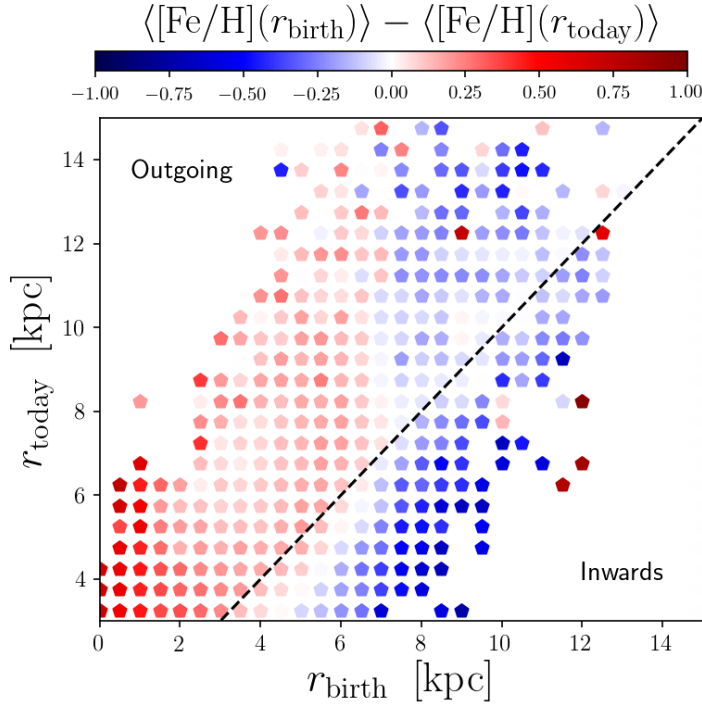 ⟨[Fe/H](r_birth)⟩ − ⟨[Fe/H](r_today)⟩
−1.00 −0.75 −0.50 −0.25 0.00 0.25 0.50 0.75 1.00
Outgoing
14
12
10
8
6
4
r_today [kpc]
Inwards
0 2 4 6 8 10 12 14
r_birth [kpc]